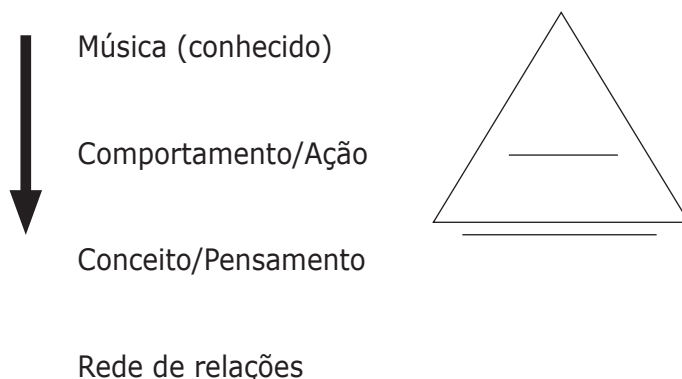 Música (conhecido)
Comportamento/Ação
Conceito/Pensamento
Rede de relações